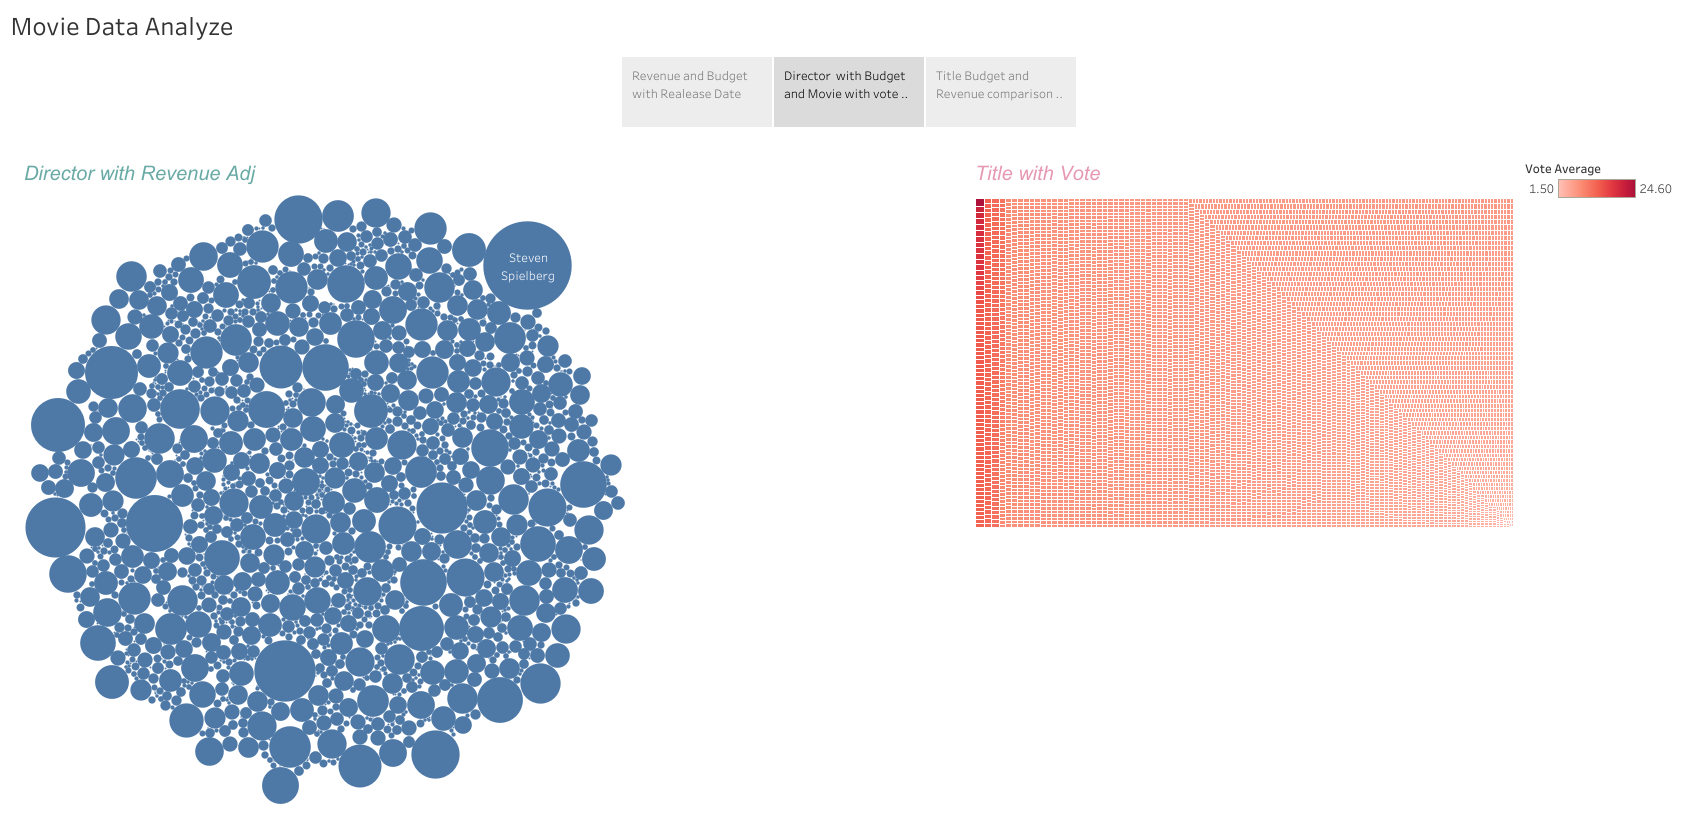 Movie Data Analyze
Revenue and Budget
with Realease Date
Director  with Budget
and Movie with vote ..
Title Budget and
Revenue comparison ..
Director with Revenue Adj
Steven
Spielberg
Title with Vote
Vote Average
1.50
24.60